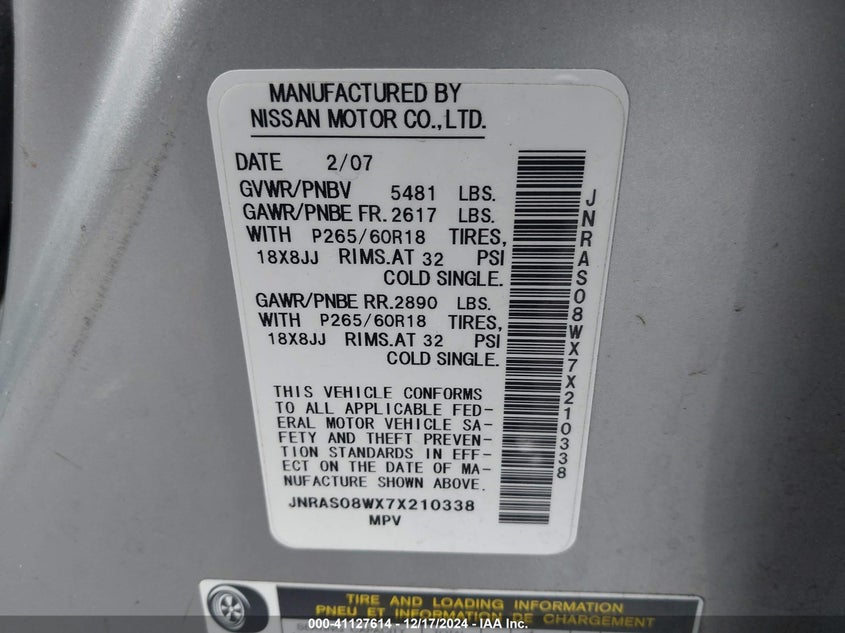 MANUFACTURED BY
NISSAN MOTOR CO.,LTD.
DATE 2/07
GVWR/PNBV 5481 LBS.
GAWR/PNBE FR. 2617 LBS.
WITH P265/60R18 TIRES,
18X8JJ RIMS.AT 32 PSI
COLD SINGLE.
GAWR/PNBE RR. 2890 LBS.
WITH P265/60R18 TIRES,
18X8JJ RIMS.AT 32 PSI
COLD SINGLE.
THIS VEHICLE CONFORMS
TO ALL APPLICABLE FED-
ERAL MOTOR VEHICLE SA-
FETY AND THEFT PREVEN-
TION STANDARDS IN EFF-
ECT ON THE DATE OF MA-
NUFACTURE SHOWN ABOVE.
JNRAS08WX7X210338
MPV
JNRAS08WX7X210338
TIRE AND LOADING INFORMATION
PNEU ET INFORMATION DE CHARGEMENT
000-41127614 - 12/17/2024 - IAA Inc.